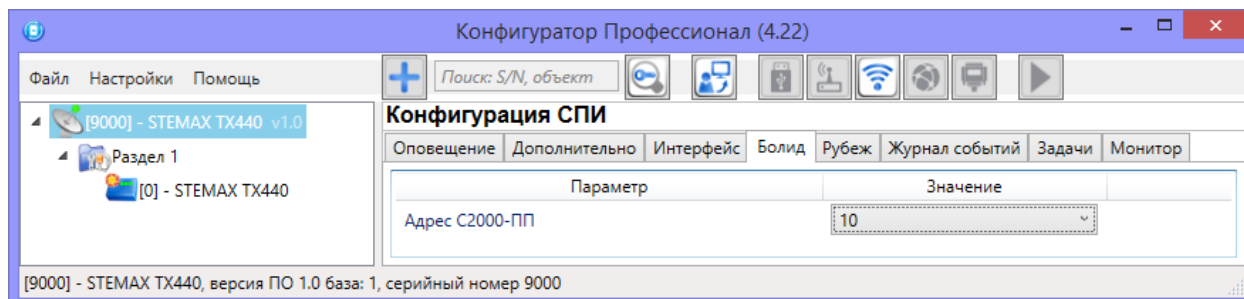 Конфигуратор Профессионал (4.22)
Файл Настройки Помощь
Поиск: S/N, объект
[9000] - STEMAX TX440 v1.0
Раздел 1
[0] - STEMAX TX440
Конфигурация СПИ
Оповещение Дополнительно Интерфейс Болид Рубеж Журнал событий Задачи Монитор
Параметр Значение
Адрес С2000-ПП 10
[9000] - STEMAX TX440, версия ПО 1.0 база: 1, серийный номер 9000